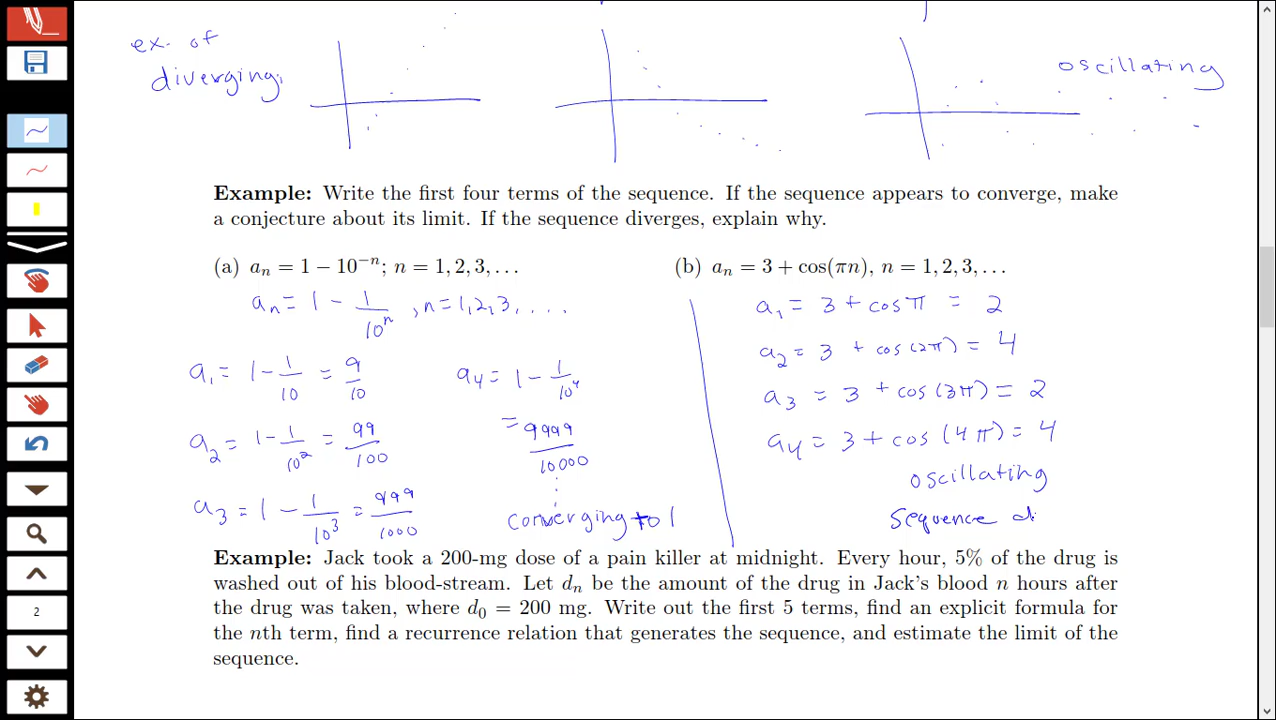 ex. of
diverging:
oscillating
Example: Write the first four terms of the sequence. If the sequence appears to converge, make
a conjecture about its limit. If the sequence diverges, explain why.
(a) aₙ = 1 − 10⁻ⁿ; n = 1, 2, 3, . . .
aₙ = 1 − 1/10ⁿ , n = 1, 2, 3, . . . .
a₁ = 1 − 1/10 = 9/10
a₂ = 1 − 1/10² = 99/100
a₃ = 1 − 1/10³ = 999/1000
a₄ = 1 − 1/10⁴
= 9999/10000
⋮
converging to 1
(b) aₙ = 3 + cos(πn), n = 1, 2, 3, . . .
a₁ = 3 + cos π = 2
a₂ = 3 + cos(2π) = 4
a₃ = 3 + cos(3π) = 2
a₄ = 3 + cos(4π) = 4
oscillating
sequence di
Example: Jack took a 200-mg dose of a pain killer at midnight. Every hour, 5% of the drug is
washed out of his blood-stream. Let dₙ be the amount of the drug in Jack's blood n hours after
the drug was taken, where d₀ = 200 mg. Write out the first 5 terms, find an explicit formula for
the nth term, find a recurrence relation that generates the sequence, and estimate the limit of the
sequence.
2